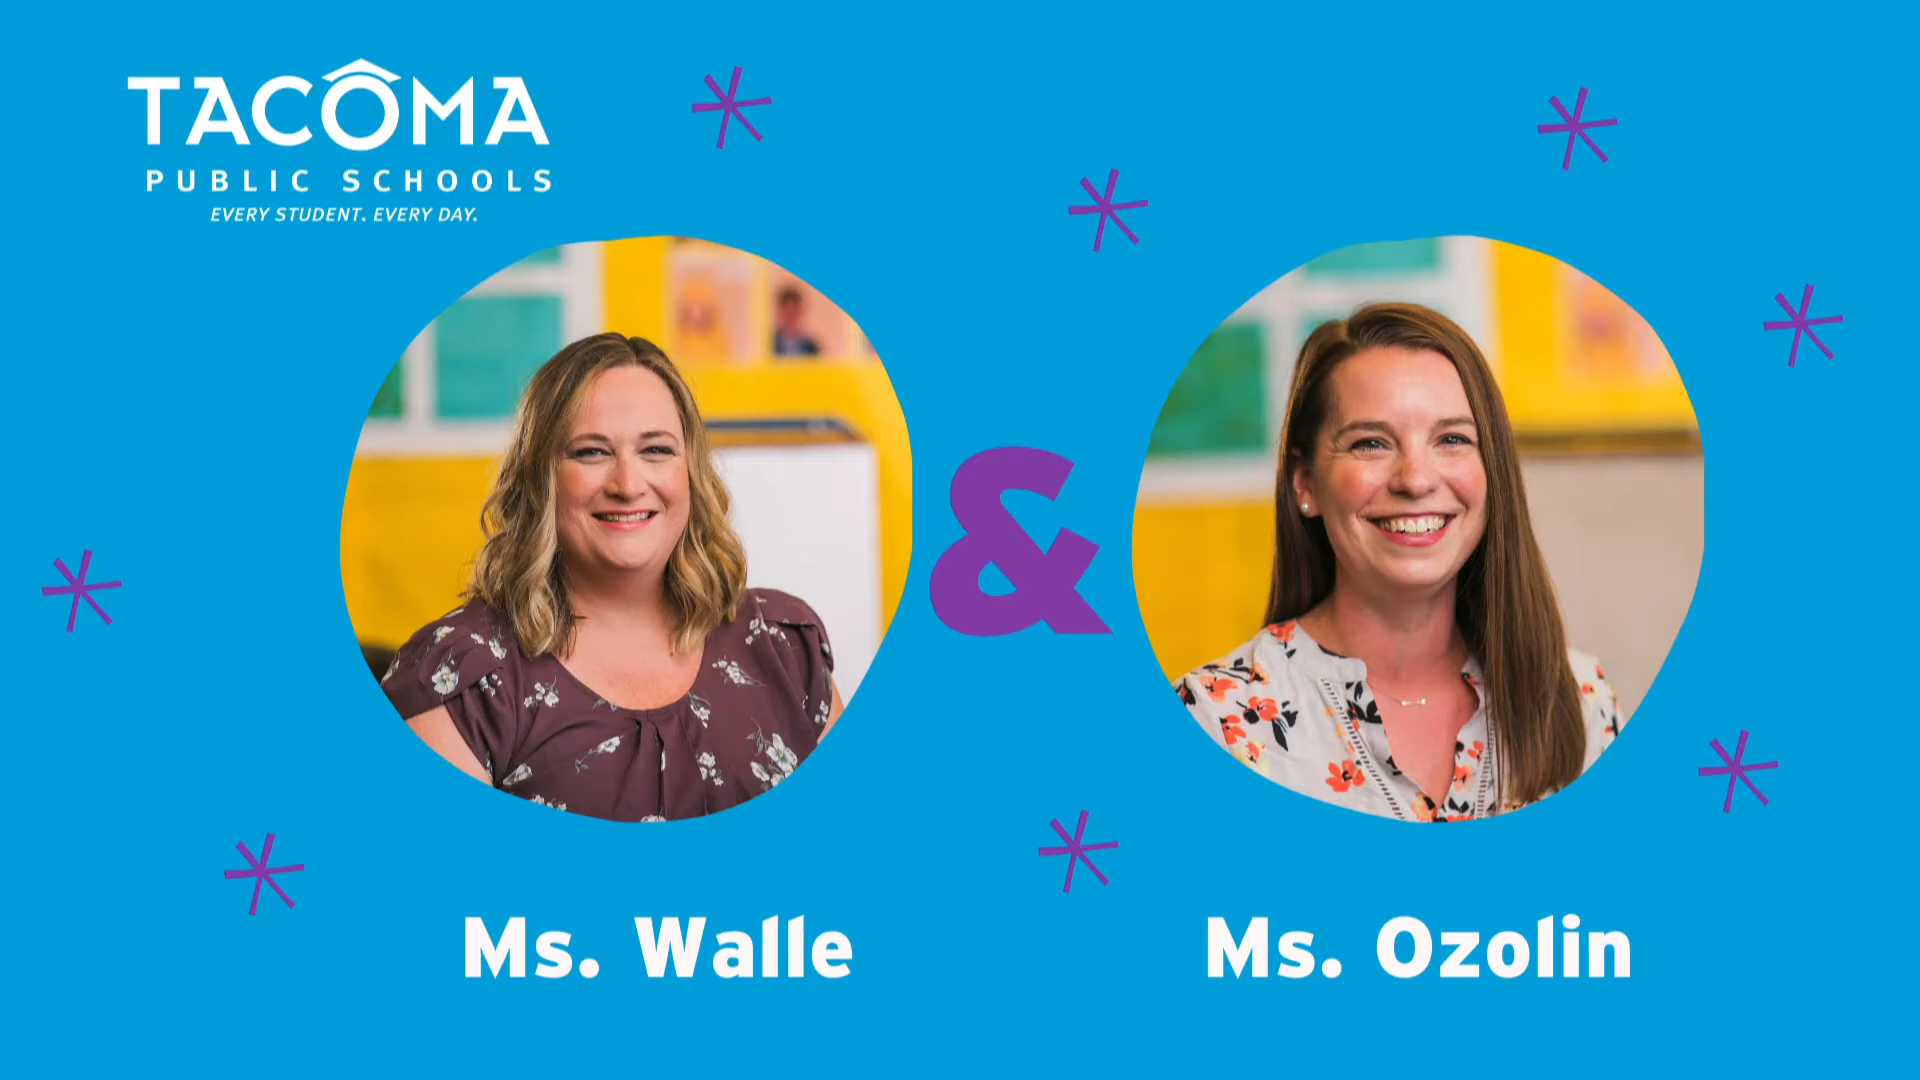 TACOMA
PUBLIC SCHOOLS
EVERY STUDENT. EVERY DAY.
&
Ms. Walle
Ms. Ozolin